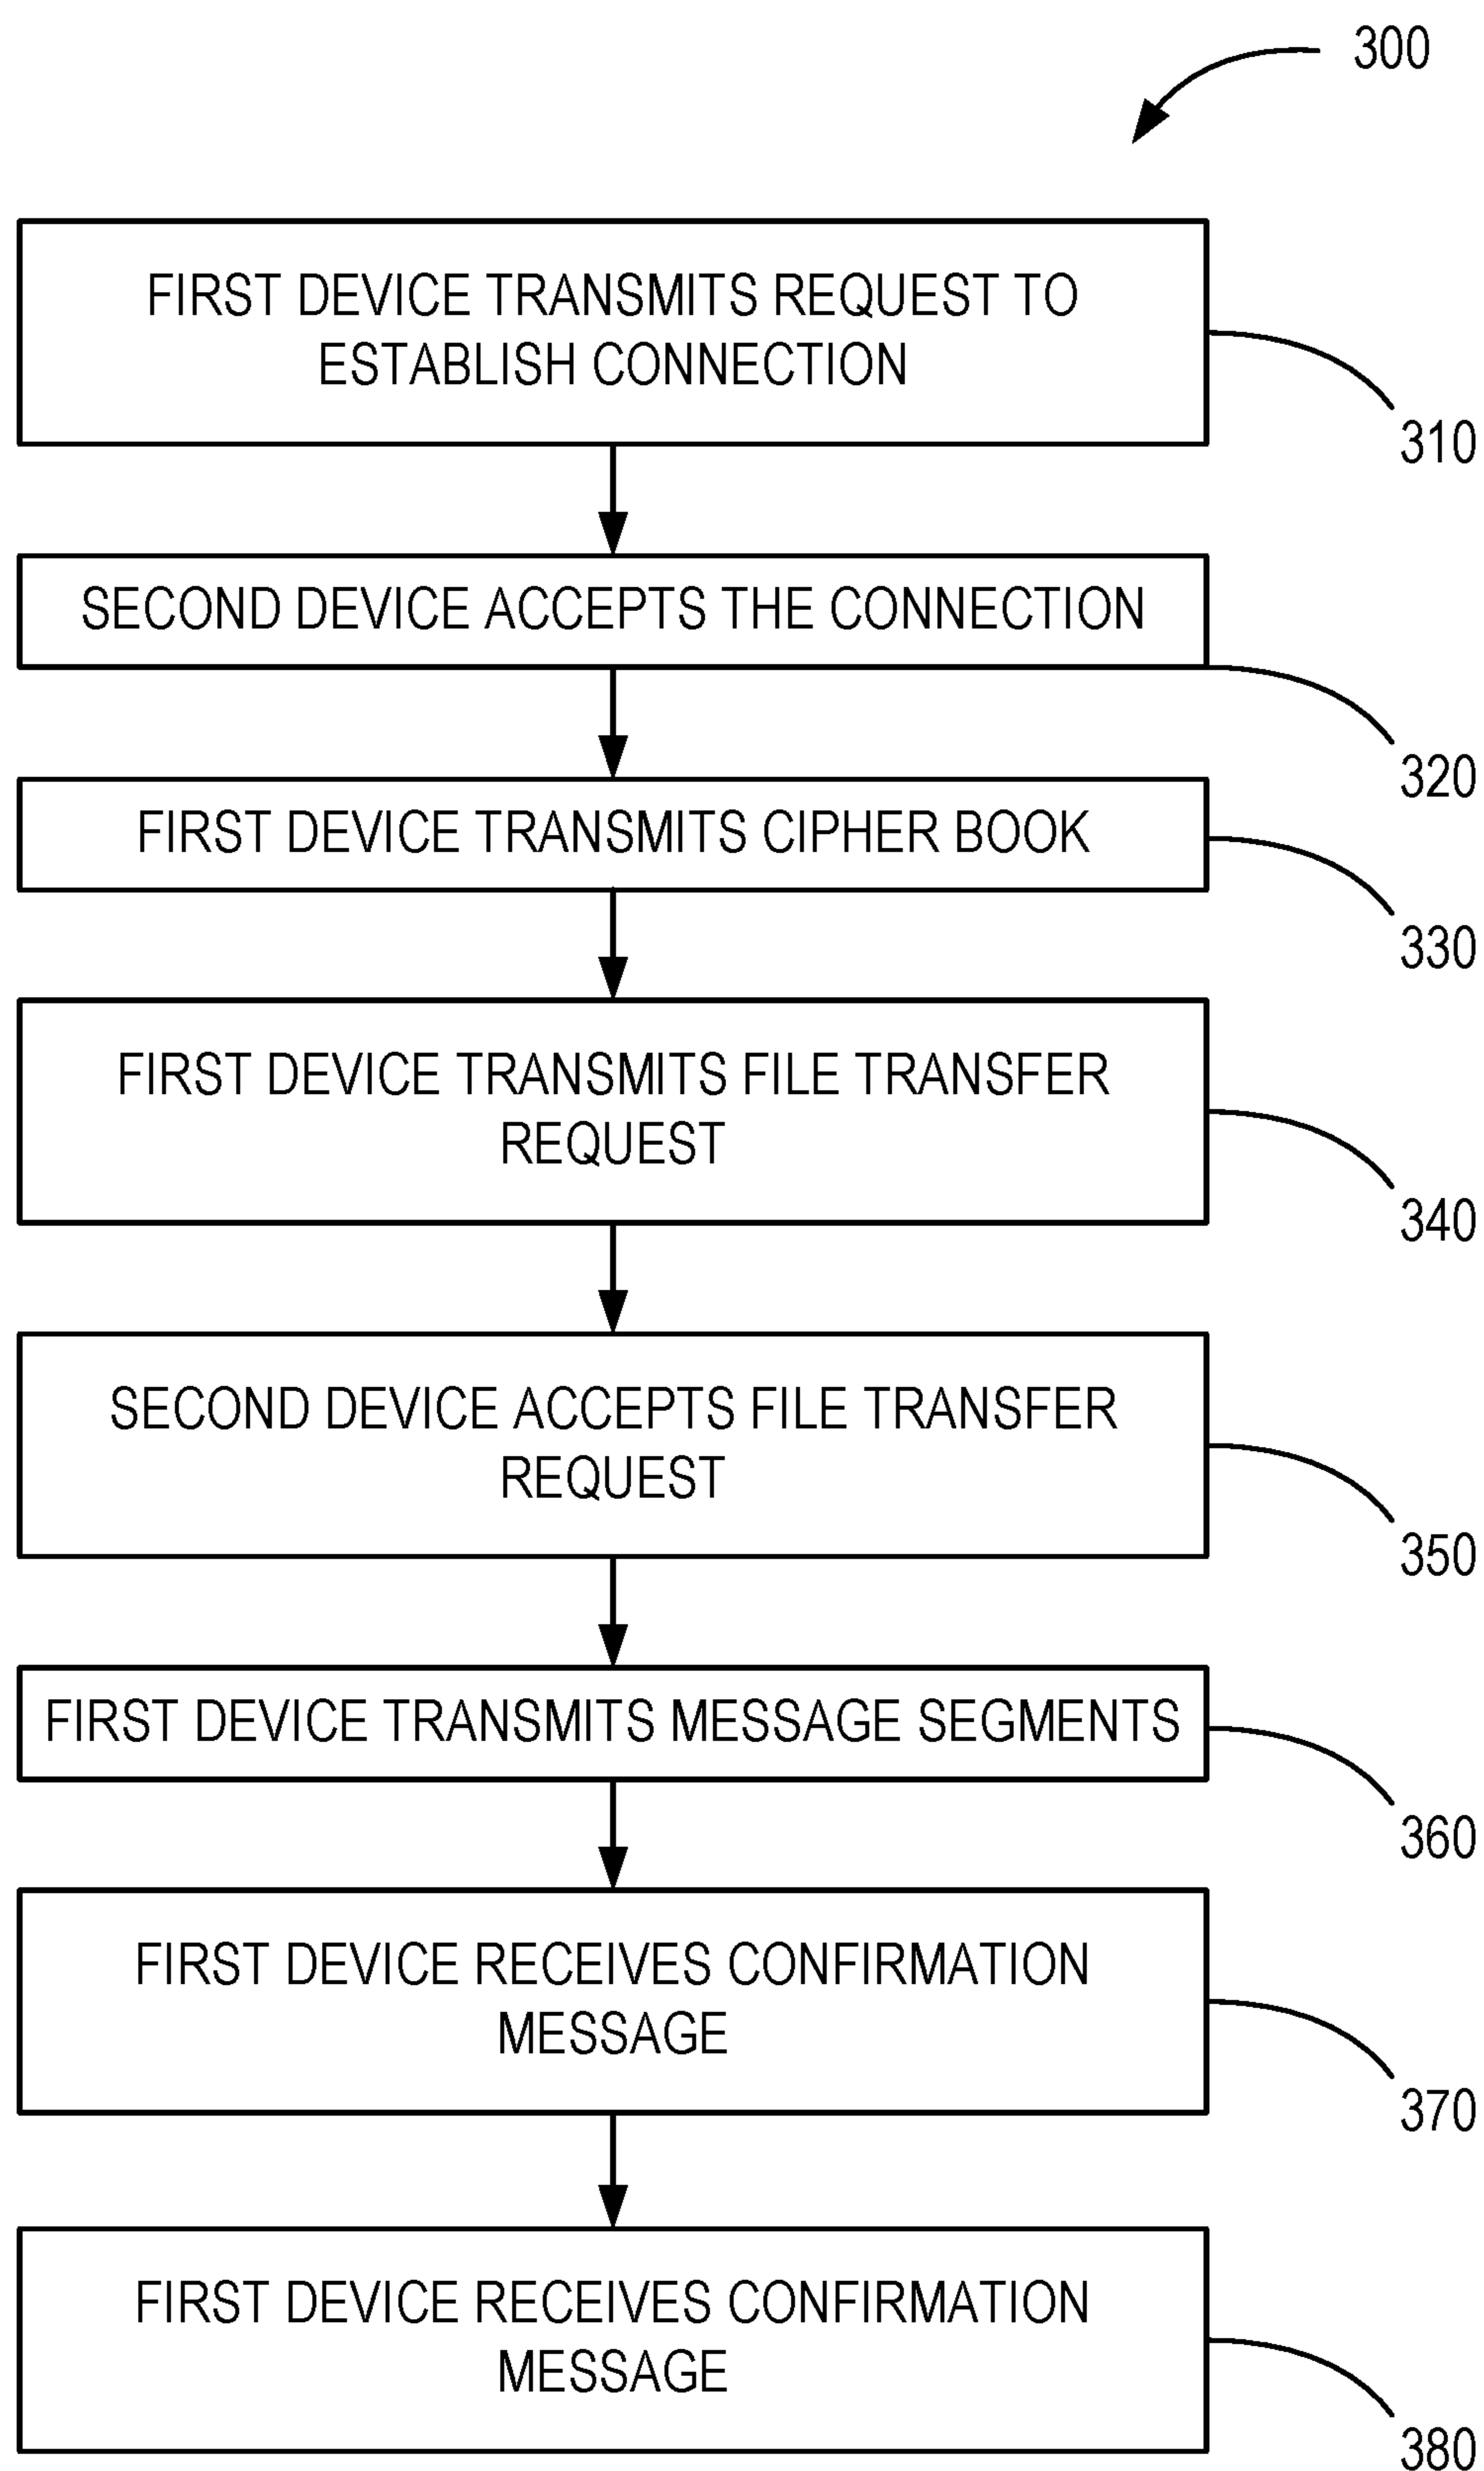 300
FIRST DEVICE TRANSMITS REQUEST TO
ESTABLISH CONNECTION
310
SECOND DEVICE ACCEPTS THE CONNECTION
320
FIRST DEVICE TRANSMITS CIPHER BOOK
330
FIRST DEVICE TRANSMITS FILE TRANSFER
REQUEST
340
SECOND DEVICE ACCEPTS FILE TRANSFER
REQUEST
350
FIRST DEVICE TRANSMITS MESSAGE SEGMENTS
360
FIRST DEVICE RECEIVES CONFIRMATION
MESSAGE
370
FIRST DEVICE RECEIVES CONFIRMATION
MESSAGE
380